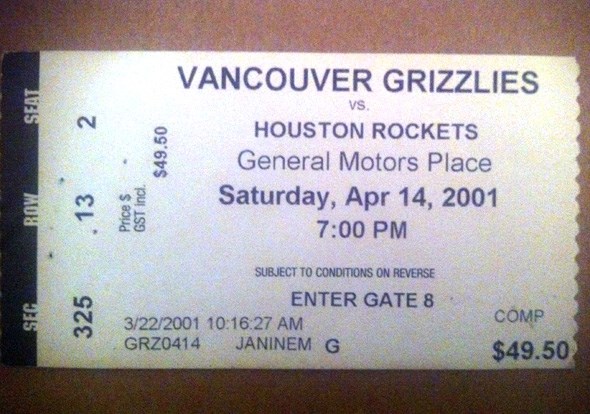 SEAT
2
ROW
13
SEC
325
Price $
GST Incl.
$49.50
VANCOUVER GRIZZLIES
VS.
HOUSTON ROCKETS
General Motors Place
Saturday, Apr 14, 2001
7:00 PM
SUBJECT TO CONDITIONS ON REVERSE
ENTER GATE 8
3/22/2001 10:16:27 AM
GRZ0414 JANINEM G
COMP
$49.50